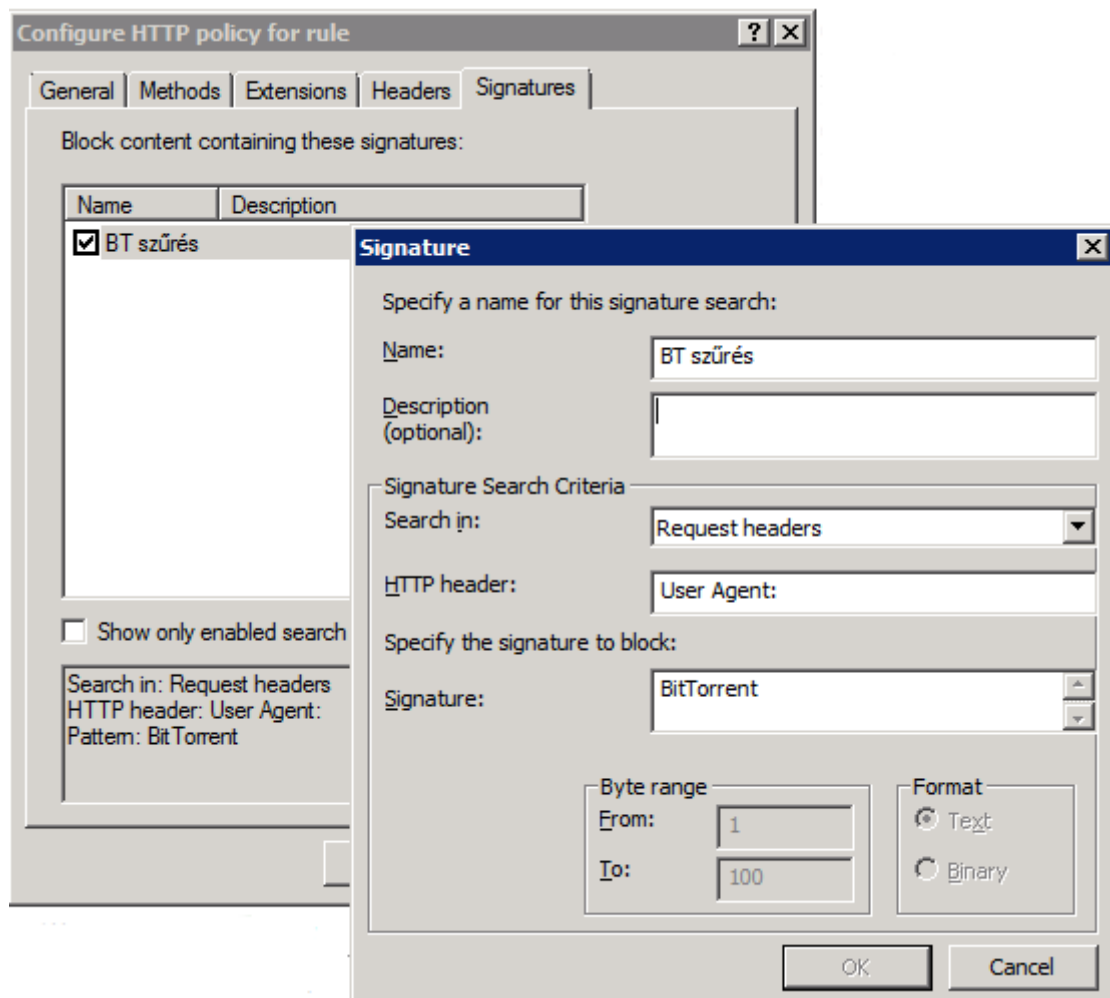 Configure HTTP policy for rule
General Methods Extensions Headers Signatures
Block content containing these signatures:
Name Description
BT szűrés
Show only enabled search
Search in: Request headers
HTTP header: User Agent:
Pattern: BitTorrent
Signature
Specify a name for this signature search:
Name: BT szűrés
Description
(optional):
Signature Search Criteria
Search in: Request headers
HTTP header: User Agent:
Specify the signature to block:
Signature: BitTorrent
Byte range
From: 1
To: 100
Format
Text
Binary
OK Cancel